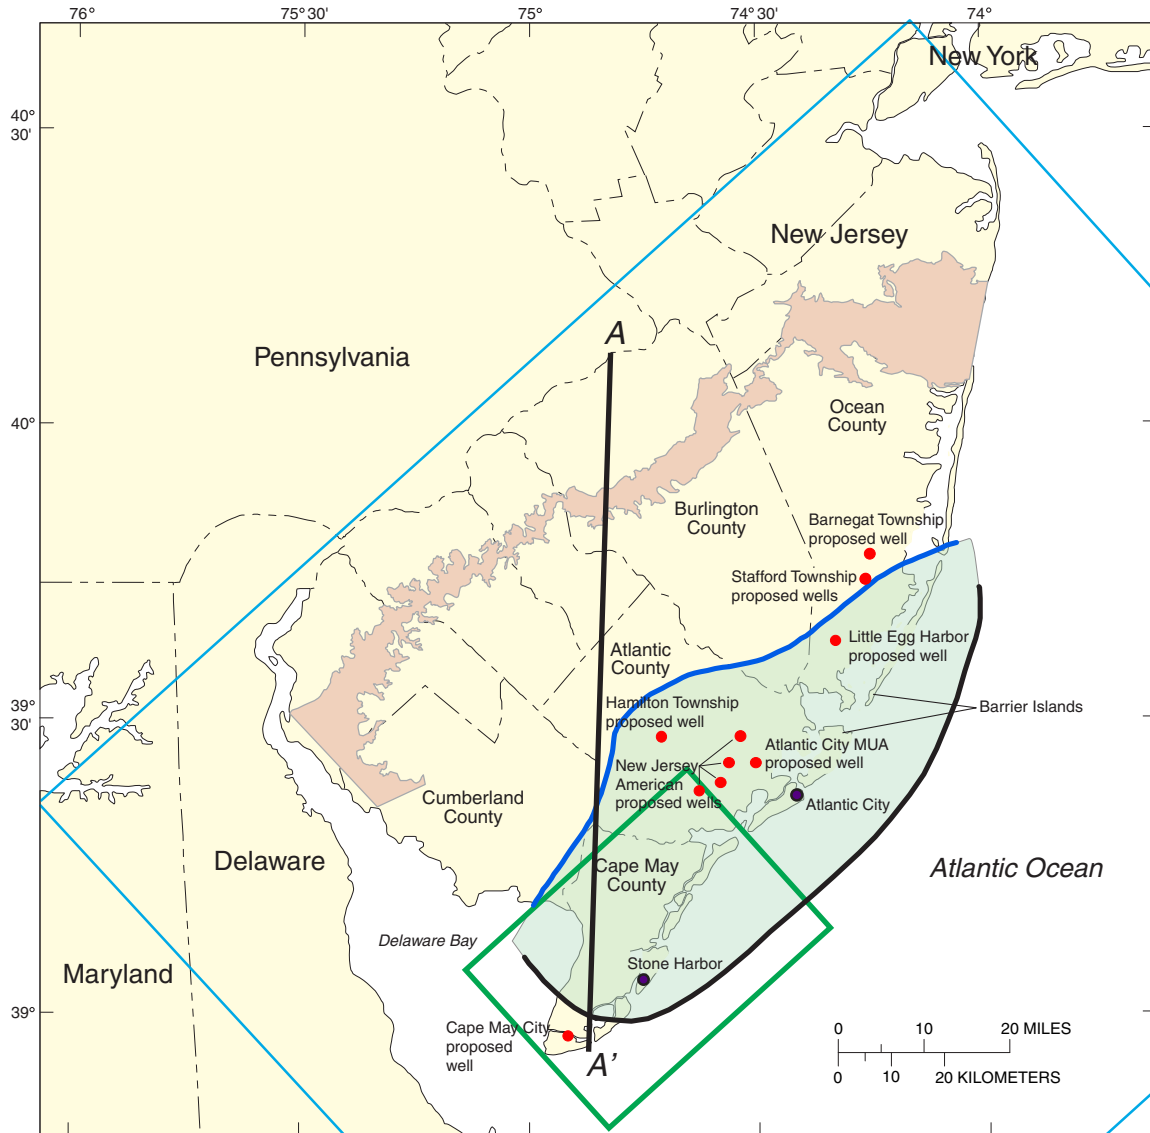 76°
75°30'
75°
74°30'
74°
New York
40°
30'
New Jersey
A
Pennsylvania
Ocean
County
40°
Burlington
County
Barnegat Township
proposed well
Stafford Township
proposed wells
Little Egg Harbor
proposed well
Atlantic
County
Hamilton Township
proposed well
Barrier Islands
39°
30'
Atlantic City MUA
proposed well
New Jersey
American
proposed wells
Atlantic City
Cumberland
County
Delaware
Cape May
County
Atlantic Ocean
Delaware Bay
Stone Harbor
Maryland
39°
Cape May City
proposed
well
A'
0 10 20 MILES
0 10 20 KILOMETERS